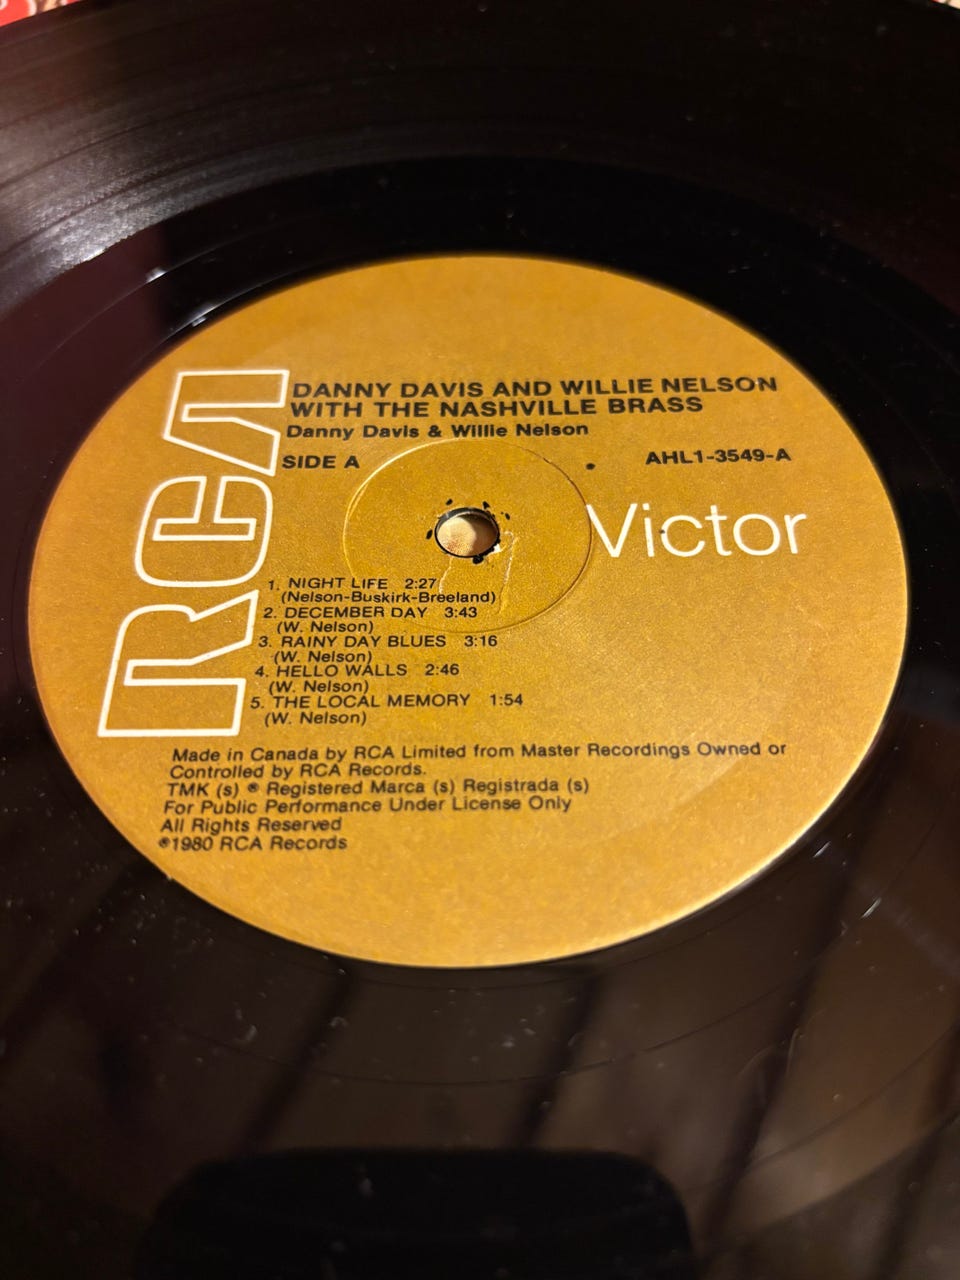 RCA
DANNY DAVIS AND WILLIE NELSON
WITH THE NASHVILLE BRASS
Danny Davis & Willie Nelson
SIDE A
AHL1-3549-A
Victor
1. NIGHT LIFE 2:27
(Nelson-Buskirk-Breeland)
2. DECEMBER DAY 3:43
(W. Nelson)
3. RAINY DAY BLUES 3:16
(W. Nelson)
4. HELLO WALLS 2:46
(W. Nelson)
5. THE LOCAL MEMORY 1:54
(W. Nelson)
Made in Canada by RCA Limited from Master Recordings Owned or
Controlled by RCA Records.
TMK (s) ® Registered Marca (s) Registrada (s)
For Public Performance Under License Only
All Rights Reserved
℗1980 RCA Records